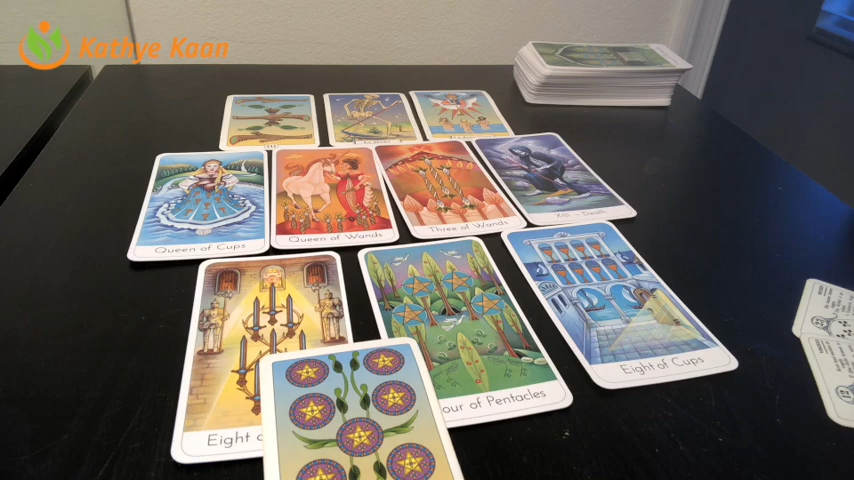 Kathye Kaan
III
Queen of Cups
Queen of Wands
Three of Wands
XIII - Death
Eight of Cups
our of Pentacles
Eight o